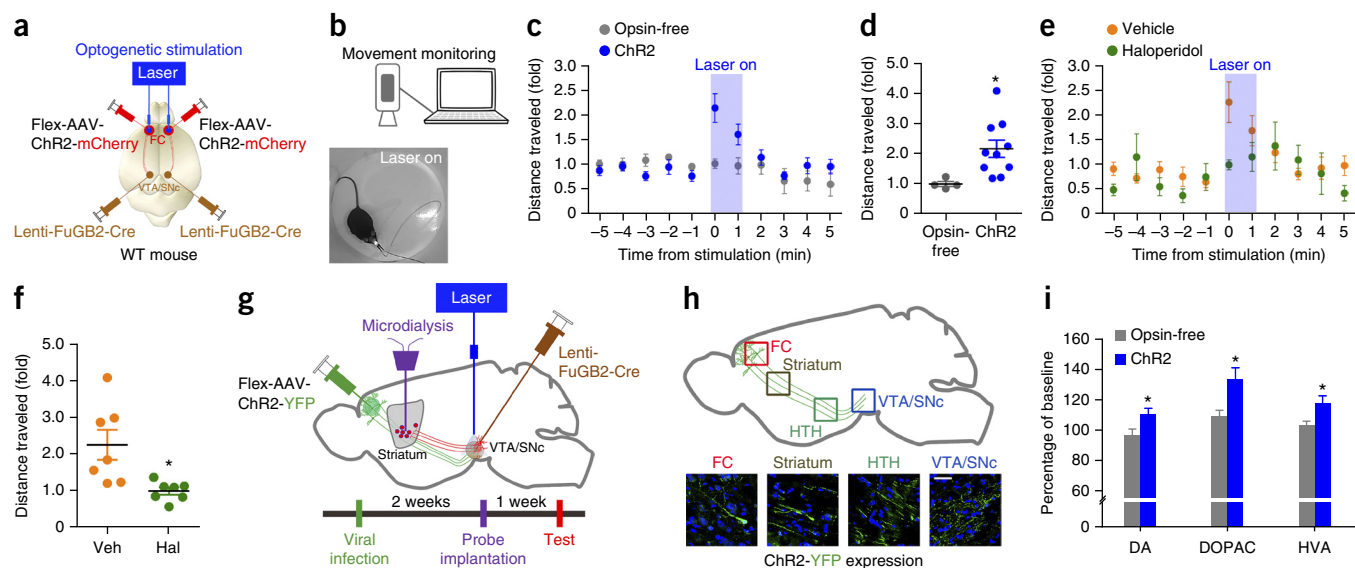 a
Optogenetic stimulation
Laser
Flex-AAV-
ChR2-mCherry
FC
Flex-AAV-
ChR2-mCherry
VTA/SNc
Lenti-FuGB2-Cre
Lenti-FuGB2-Cre
WT mouse
b
Movement monitoring
Laser on
c
Opsin-free
ChR2
Laser on
Distance traveled (fold)
3.0
2.5
2.0
1.5
1.0
0.5
0
–5 –4 –3 –2 –1 0 1 2 3 4 5
Time from stimulation (min)
d
Distance traveled (fold)
5.0
4.0
3.0
2.0
1.0
0
*
Opsin-
free
ChR2
e
Vehicle
Haloperidol
Laser on
Distance traveled (fold)
3.0
2.5
2.0
1.5
1.0
0.5
0
–5 –4 –3 –2 –1 0 1 2 3 4 5
Time from stimulation (min)
f
Distance traveled (fold)
5.0
4.0
3.0
2.0
1.0
0.0
*
Veh Hal
g
Laser
Microdialysis
Lenti-
FuGB2-Cre
Flex-AAV-
ChR2-YFP
Striatum
VTA/SNc
2 weeks
1 week
Viral
infection
Probe
implantation
Test
h
FC
Striatum
HTH
VTA/SNc
FC Striatum HTH VTA/SNc
ChR2-YFP expression
i
Opsin-free
ChR2
Percentage of baseline
160
140
120
100
80
60
0
*
*
*
DA DOPAC HVA